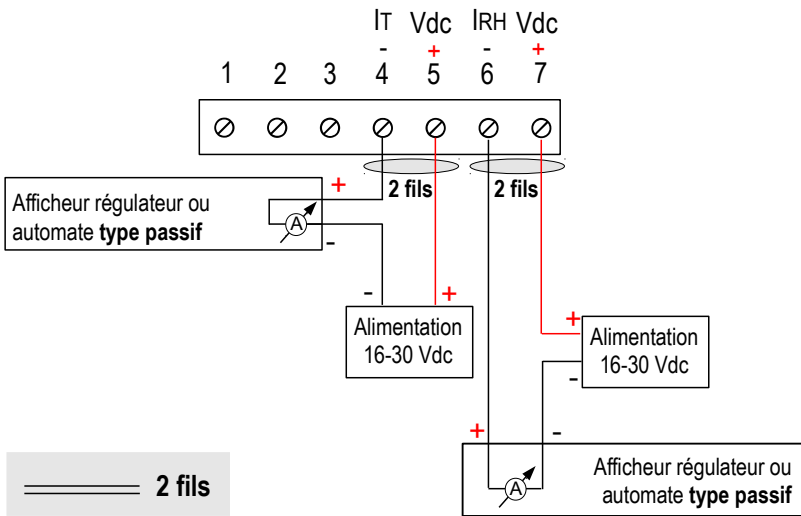 IT Vdc IRH Vdc
- + - +
1 2 3 4 5 6 7
2 fils 2 fils
+
Afficheur régulateur ou
automate type passif
A
-
- +
Alimentation
16-30 Vdc
+
Alimentation
16-30 Vdc
-
+ -
Afficheur régulateur ou
automate type passif
A
2 fils